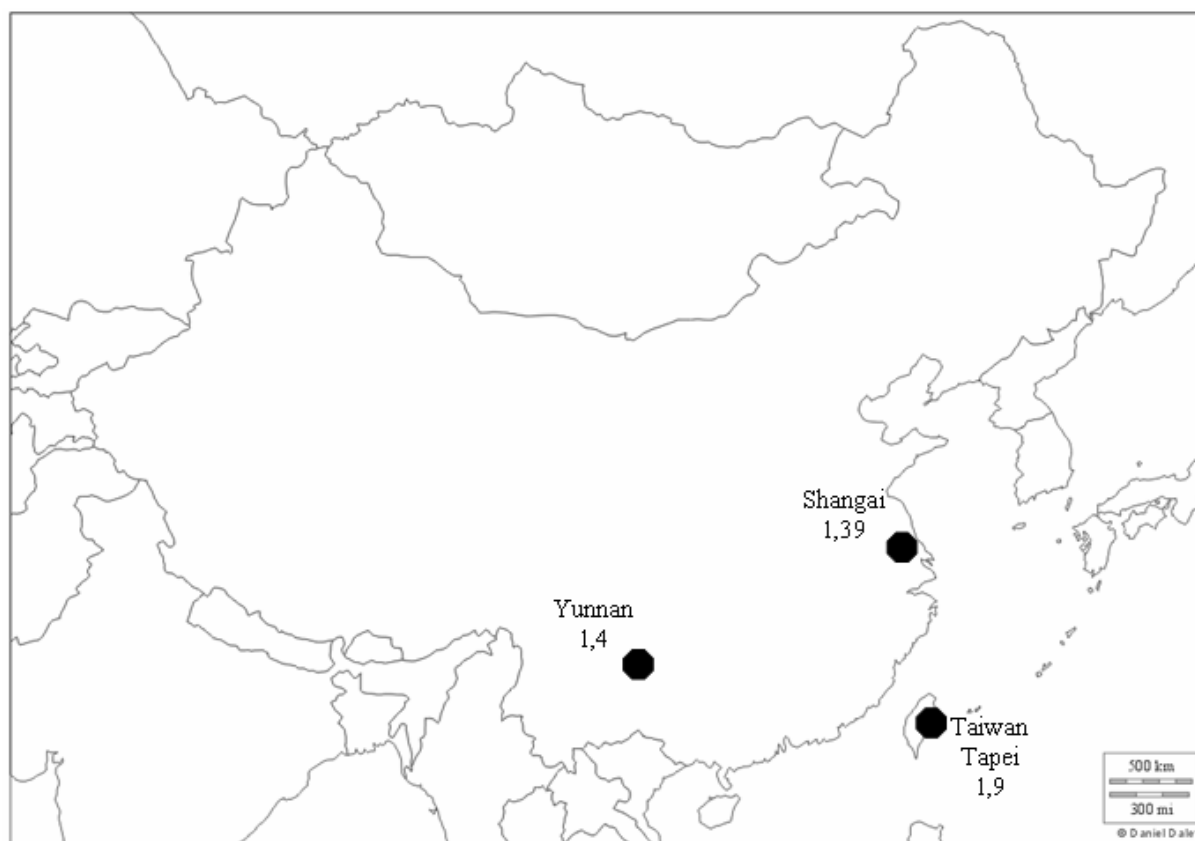 Shangai
1,39
Yunnan
1,4
Taiwan
Tapei
1,9
500 km
300 mi
© Daniel Dalet